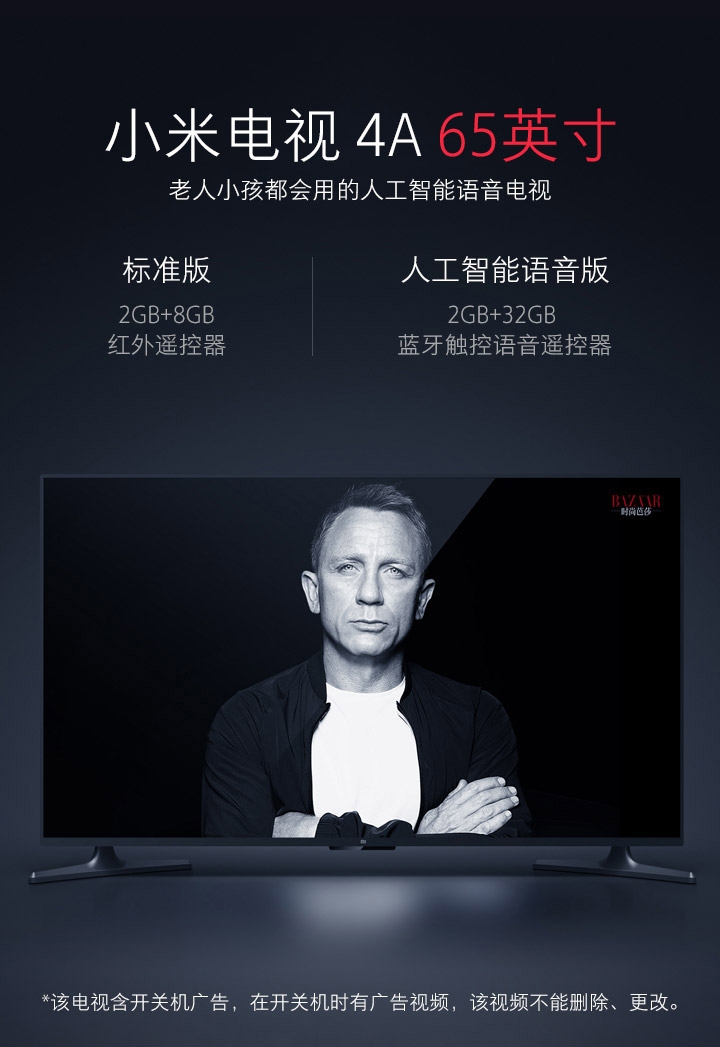 小米电视 4A 65英寸
老人小孩都会用的人工智能语音电视
标准版
2GB+8GB
红外遥控器
人工智能语音版
2GB+32GB
蓝牙触控语音遥控器
BAZAAR
时尚芭莎
*该电视含开关机广告，在开关机时有广告视频，该视频不能删除、更改。